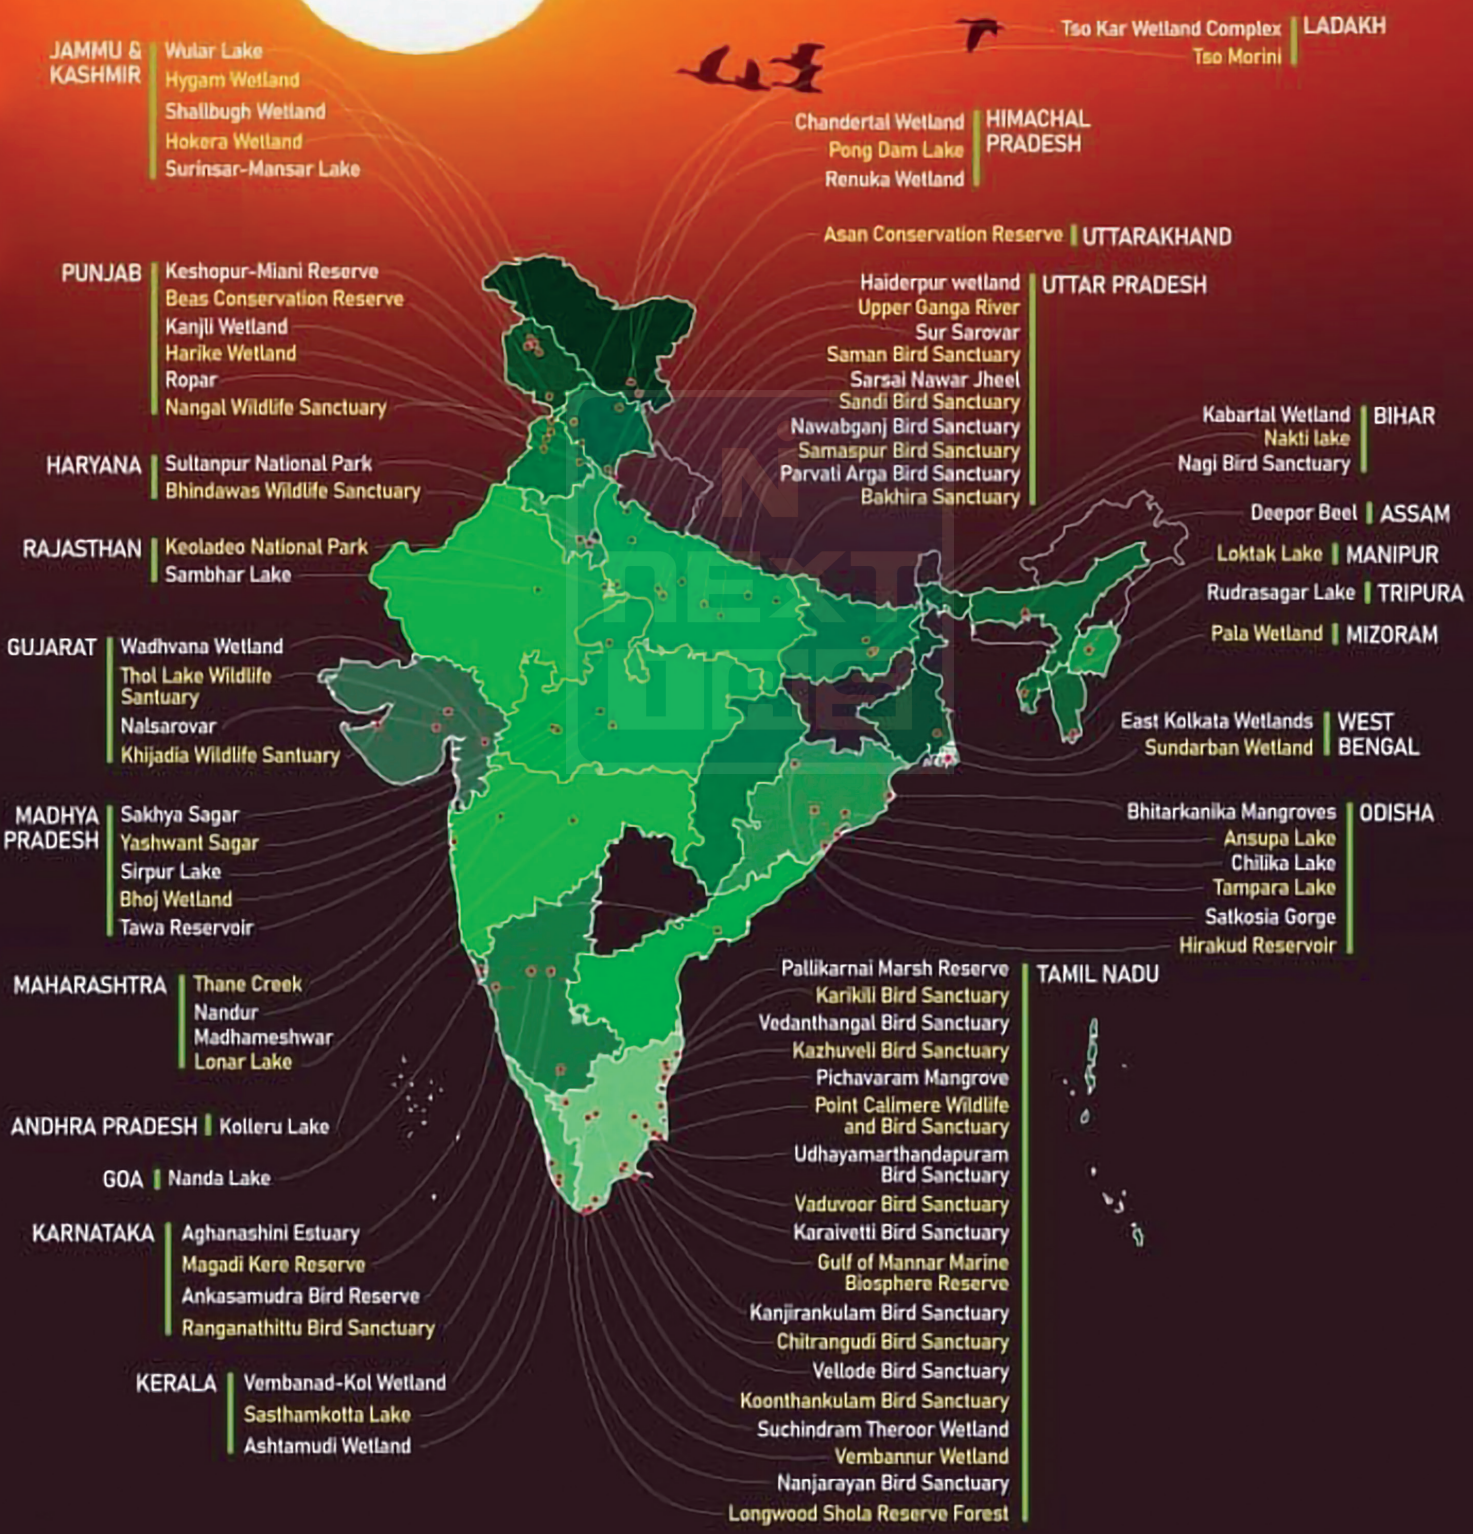 JAMMU &
KASHMIR
Wular Lake
Hygam Wetland
Shallbugh Wetland
Hokera Wetland
Surinsar-Mansar Lake
Tso Kar Wetland Complex
Tso Morini
LADAKH
Chandertal Wetland
Pong Dam Lake
Renuka Wetland
HIMACHAL
PRADESH
Asan Conservation Reserve
UTTARAKHAND
PUNJAB
Keshopur-Miani Reserve
Beas Conservation Reserve
Kanjli Wetland
Harike Wetland
Ropar
Nangal Wildlife Sanctuary
Haiderpur wetland
Upper Ganga River
Sur Sarovar
Saman Bird Sanctuary
Sarsai Nawar Jheel
Sandi Bird Sanctuary
Nawabganj Bird Sanctuary
Samaspur Bird Sanctuary
Parvati Arga Bird Sanctuary
Bakhira Sanctuary
UTTAR PRADESH
HARYANA
Sultanpur National Park
Bhindawas Wildlife Sanctuary
Kabartal Wetland
Nakti lake
Nagi Bird Sanctuary
BIHAR
RAJASTHAN
Keoladeo National Park
Sambhar Lake
Deepor Beel
ASSAM
Loktak Lake
MANIPUR
Rudrasagar Lake
TRIPURA
Pala Wetland
MIZORAM
N
NEXT
IAS
GUJARAT
Wadhvana Wetland
Thol Lake Wildlife
Santuary
Nalsarovar
Khijadia Wildlife Santuary
East Kolkata Wetlands
Sundarban Wetland
WEST
BENGAL
MADHYA
PRADESH
Sakhya Sagar
Yashwant Sagar
Sirpur Lake
Bhoj Wetland
Tawa Reservoir
Bhitarkanika Mangroves
Ansupa Lake
Chilika Lake
Tampara Lake
Satkosia Gorge
Hirakud Reservoir
ODISHA
MAHARASHTRA
Thane Creek
Nandur
Madhameshwar
Lonar Lake
ANDHRA PRADESH
Kolleru Lake
GOA
Nanda Lake
KARNATAKA
Aghanashini Estuary
Magadi Kere Reserve
Ankasamudra Bird Reserve
Ranganathittu Bird Sanctuary
KERALA
Vembanad-Kol Wetland
Sasthamkotta Lake
Ashtamudi Wetland
Pallikarnai Marsh Reserve
Karikili Bird Sanctuary
Vedanthangal Bird Sanctuary
Kazhuveli Bird Sanctuary
Pichavaram Mangrove
Point Calimere Wildlife
and Bird Sanctuary
Udhayamarthandapuram
Bird Sanctuary
Vaduvoor Bird Sanctuary
Karaivetti Bird Sanctuary
Gulf of Mannar Marine
Biosphere Reserve
Kanjirankulam Bird Sanctuary
Chitrangudi Bird Sanctuary
Vellode Bird Sanctuary
Koonthankulam Bird Sanctuary
Suchindram Theroor Wetland
Vembannur Wetland
Nanjarayan Bird Sanctuary
Longwood Shola Reserve Forest
TAMIL NADU